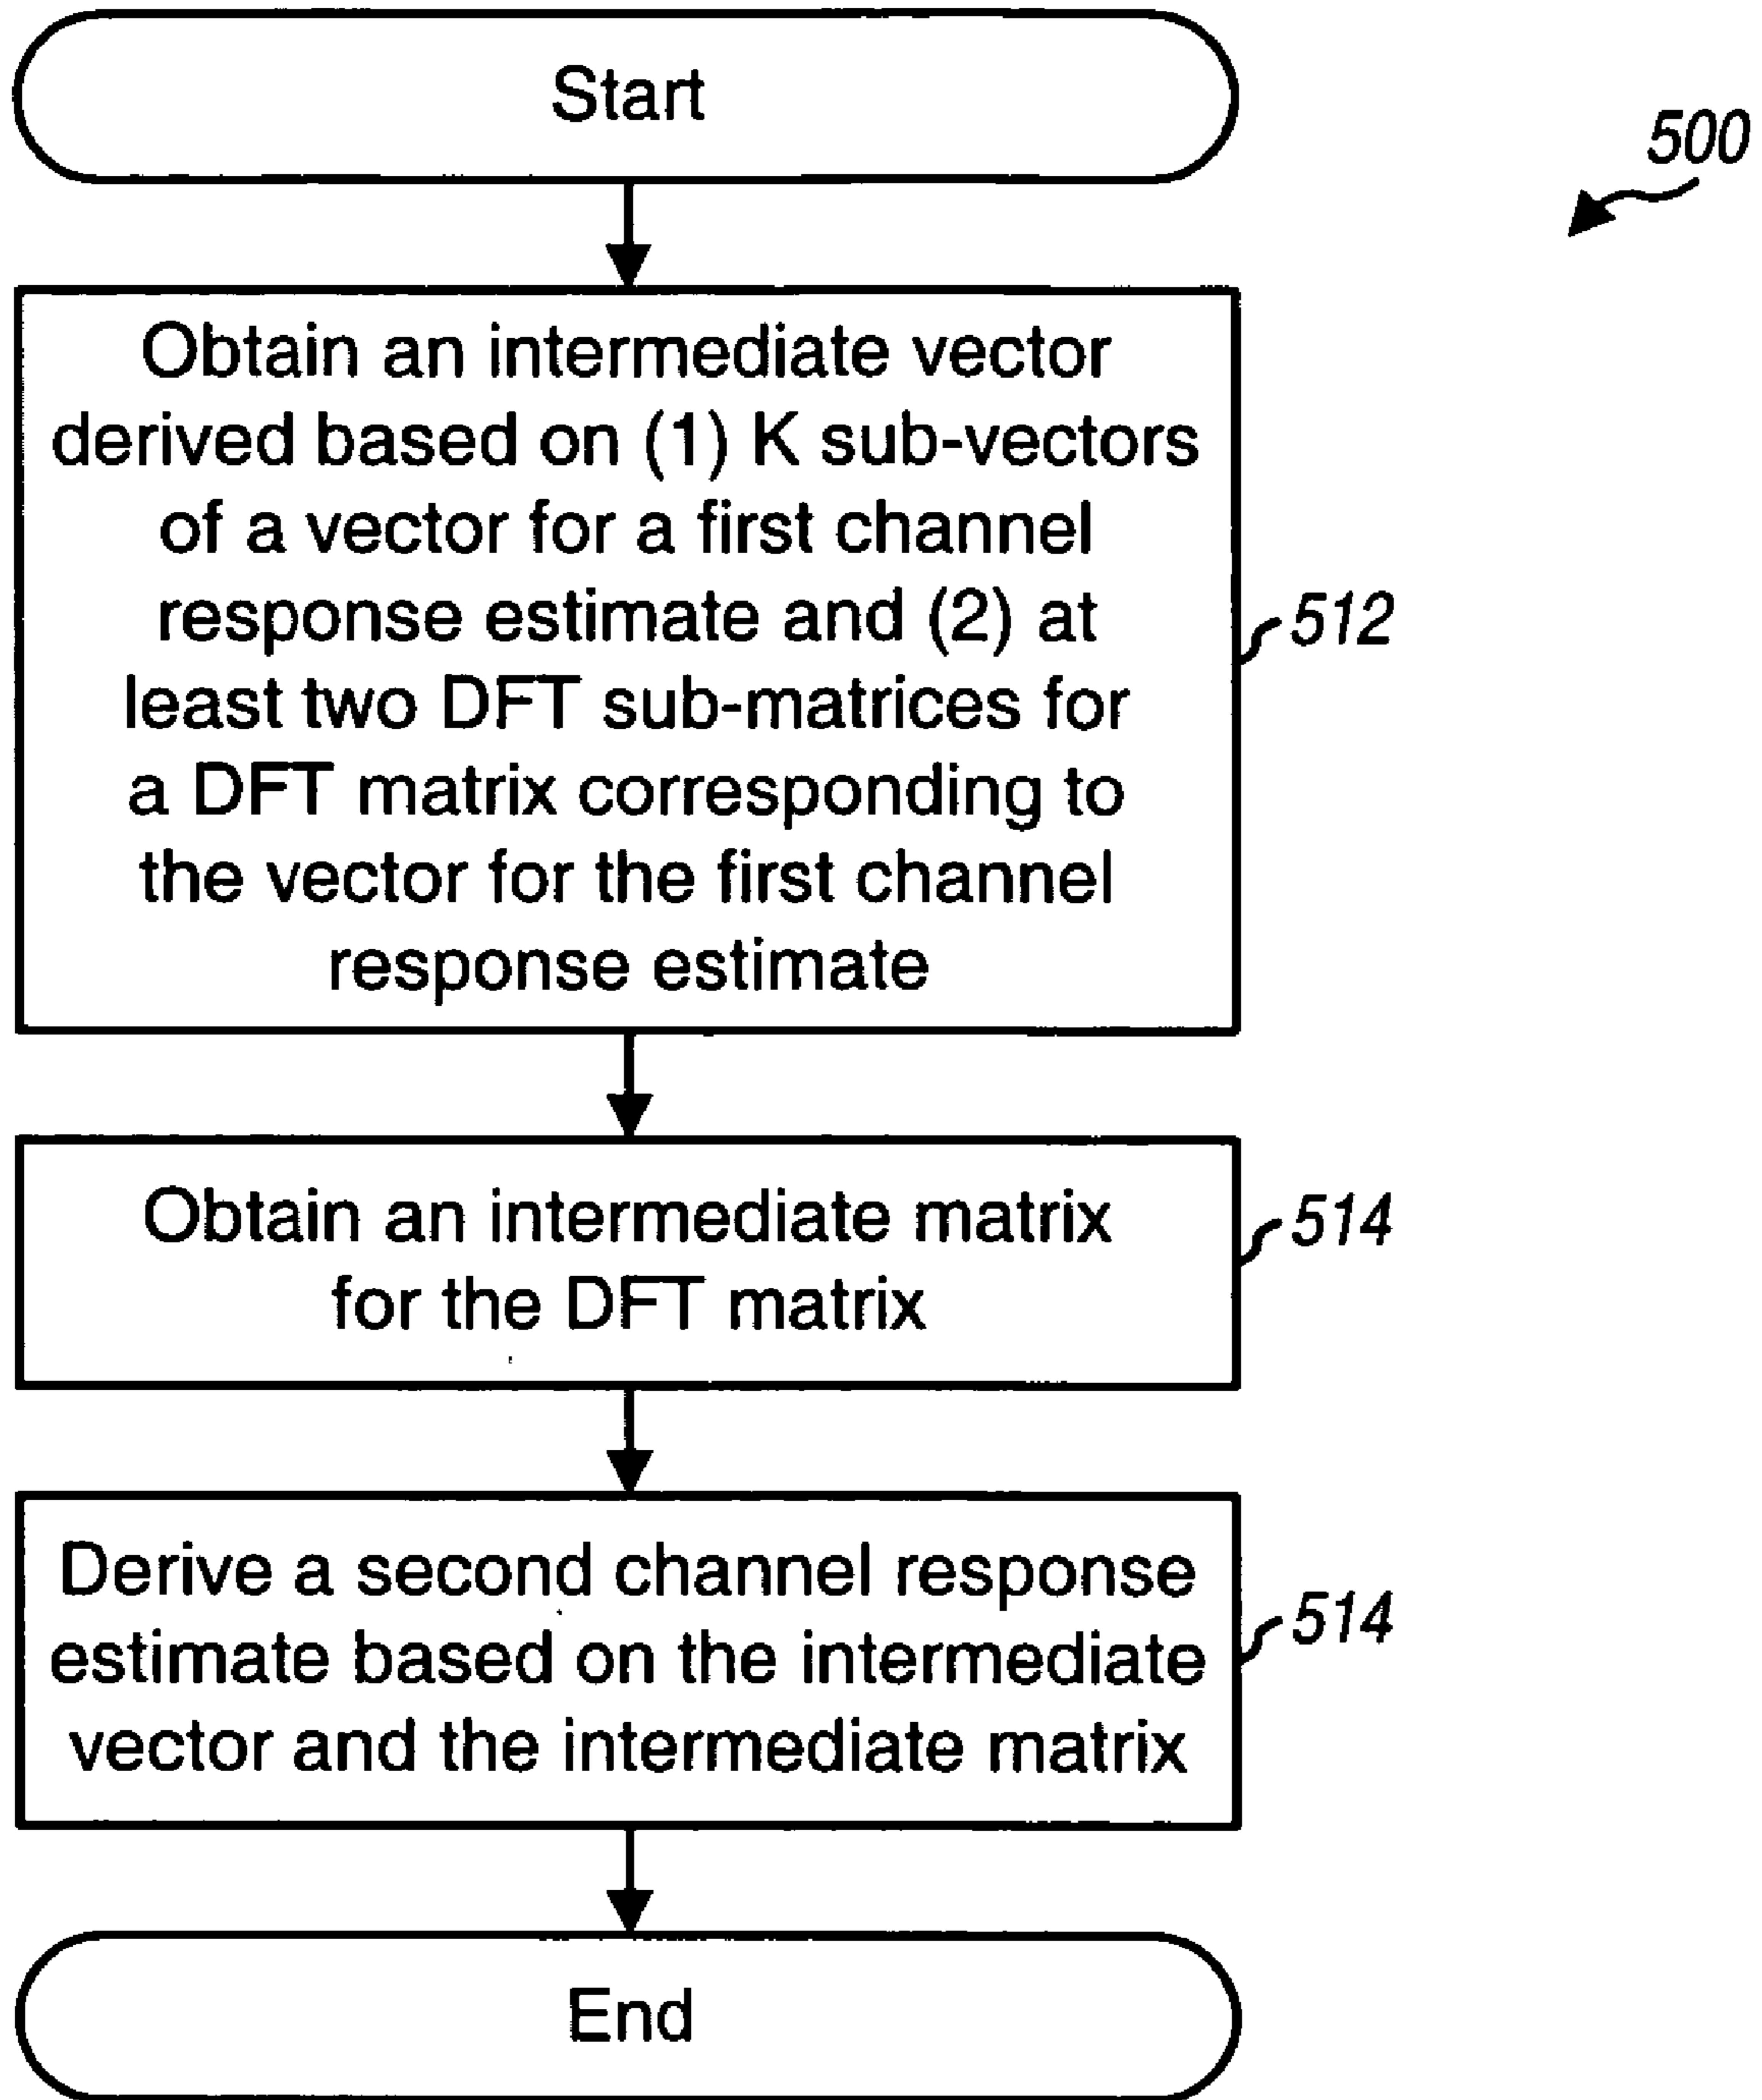 Start
500
Obtain an intermediate vector
derived based on (1) K sub-vectors
of a vector for a first channel
response estimate and (2) at
least two DFT sub-matrices for
a DFT matrix corresponding to
the vector for the first channel
response estimate
512
Obtain an intermediate matrix
for the DFT matrix
514
Derive a second channel response
estimate based on the intermediate
vector and the intermediate matrix
514
End